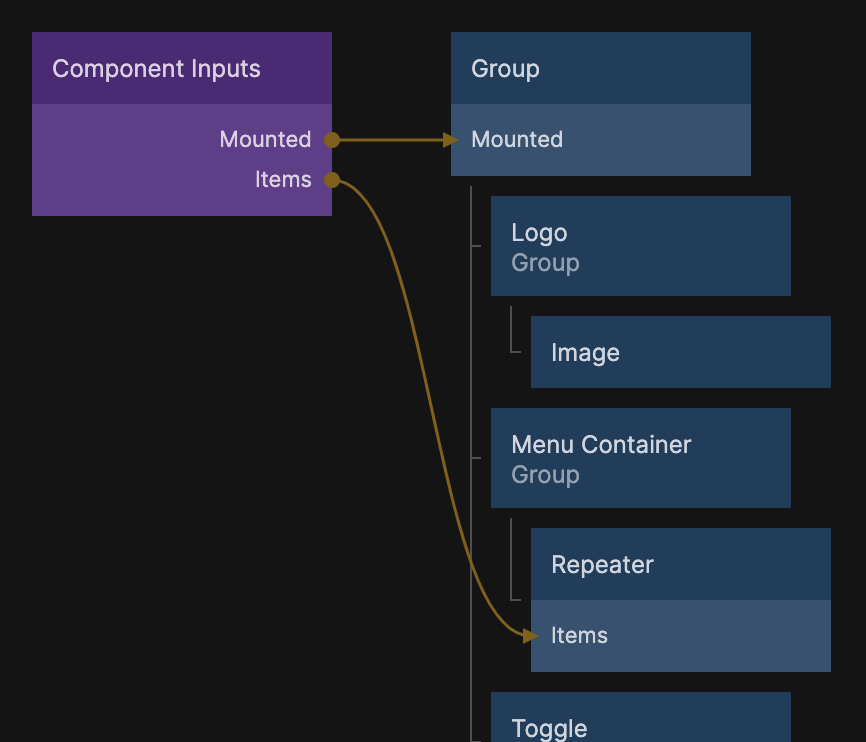 Component Inputs
Mounted
Items
Group
Mounted
Logo
Group
Image
Menu Container
Group
Repeater
Items
Toggle